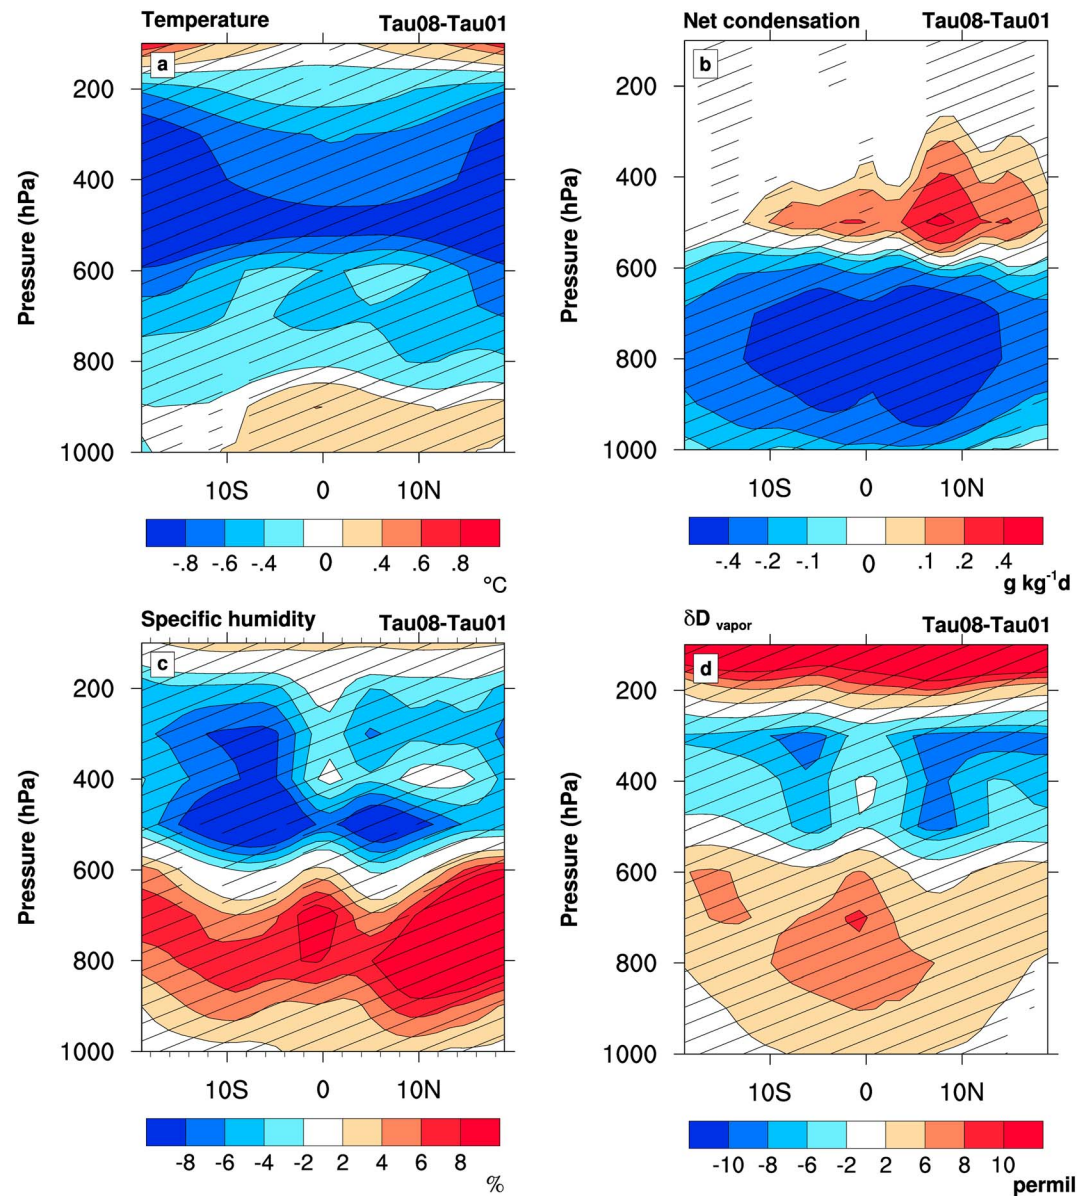 Temperature Tau08-Tau01
a
200
400
600
800
1000
Pressure (hPa)
10S 0 10N
-.8 -.6 -.4 0 .4 .6 .8
°C
Net condensation Tau08-Tau01
b
200
400
600
800
1000
Pressure (hPa)
10S 0 10N
-.4 -.2 -.1 0 .1 .2 .4
g kg⁻¹d
Specific humidity Tau08-Tau01
c
200
400
600
800
1000
Pressure (hPa)
10S 0 10N
-8 -6 -4 -2 2 4 6 8
%
δD vapor Tau08-Tau01
d
200
400
600
800
1000
Pressure (hPa)
10S 0 10N
-10 -8 -6 -2 2 6 8 10
permil